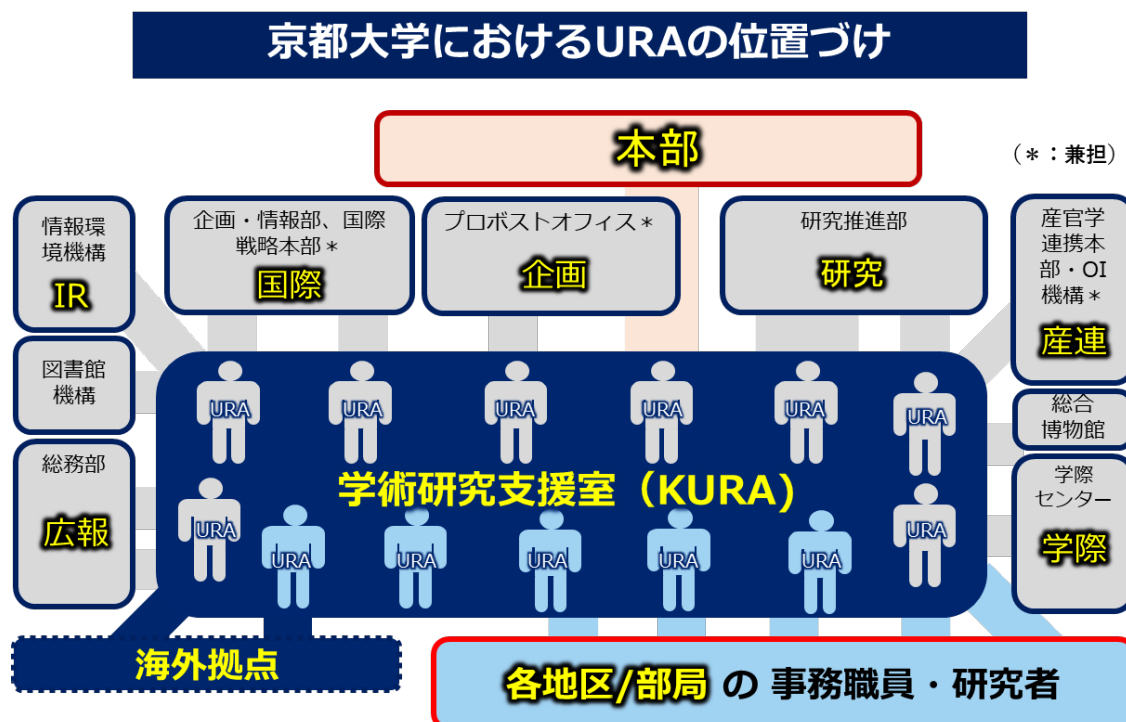 京都大学におけるURAの位置づけ
本部
（＊：兼担）
情報環
境機構
IR
企画・情報部、国際
戦略本部＊
国際
プロボストオフィス＊
企画
研究推進部
研究
産官学
連携本
部・OI
機構＊
産連
図書館
機構
総合
博物館
総務部
広報
学際
センター
学際
URA
URA
URA
URA
URA
URA
学術研究支援室（KURA）
URA
URA
URA
URA
URA
URA
URA
海外拠点
各地区/部局 の 事務職員・研究者